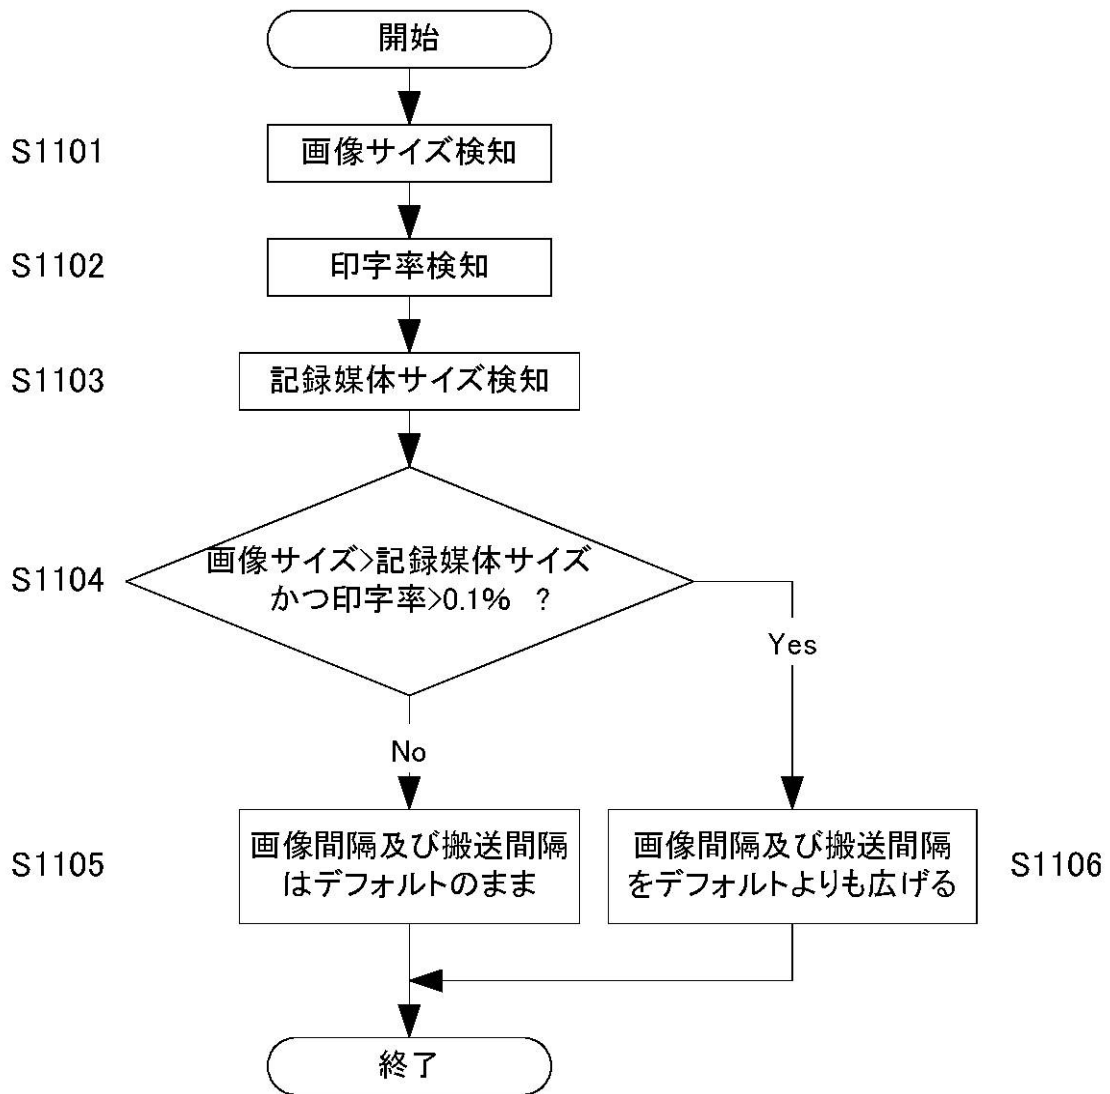 開始
S1101
画像サイズ検知
S1102
印字率検知
S1103
記録媒体サイズ検知
S1104
画像サイズ>記録媒体サイズ
かつ印字率>0.1% ?
Yes
No
S1105
画像間隔及び搬送間隔
はデフォルトのまま
画像間隔及び搬送間隔
をデフォルトよりも広げる
S1106
終了